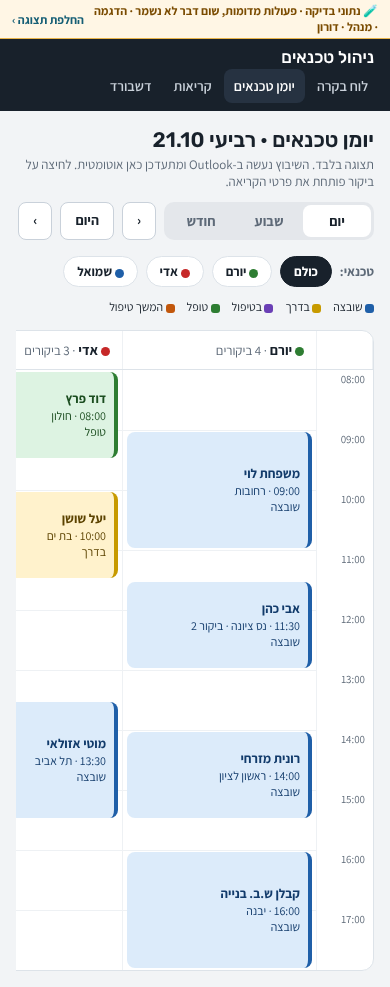 🧪 נתוני בדיקה · פעולות מדומות, שום דבר לא נשמר · הדגמה
· מנהל · דורון
החלפת תצוגה ›
ניהול טכנאים
לוח בקרה
יומן טכנאים
קריאות
דשבורד
יומן טכנאים • רביעי 21.10
תצוגה בלבד. השיבוץ נעשה ב-Outlook ומתעדכן כאן אוטומטית. לחיצה על
ביקור פותחת את פרטי הקריאה.
יום
שבוע
חודש
‹
היום
›
טכנאי:
כולם
יורם
אדי
שמואל
שובצה
בדרך
בטיפול
טופל
המשך טיפול
יורם · 4 ביקורים
אדי · 3 ביקורים
08:00
09:00
10:00
11:00
12:00
13:00
14:00
15:00
16:00
17:00
משפחת לוי
09:00 · רחובות
שובצה
אבי כהן
11:30 · נס ציונה · ביקור 2
שובצה
רונית מזרחי
14:00 · ראשון לציון
שובצה
קבלן ש.ב. בנייה
16:00 · יבנה
שובצה
דוד פרץ
08:00 · חולון
טופל
יעל שושן
10:00 · בת ים
בדרך
מוטי אזולאי
13:30 · תל אביב
שובצה